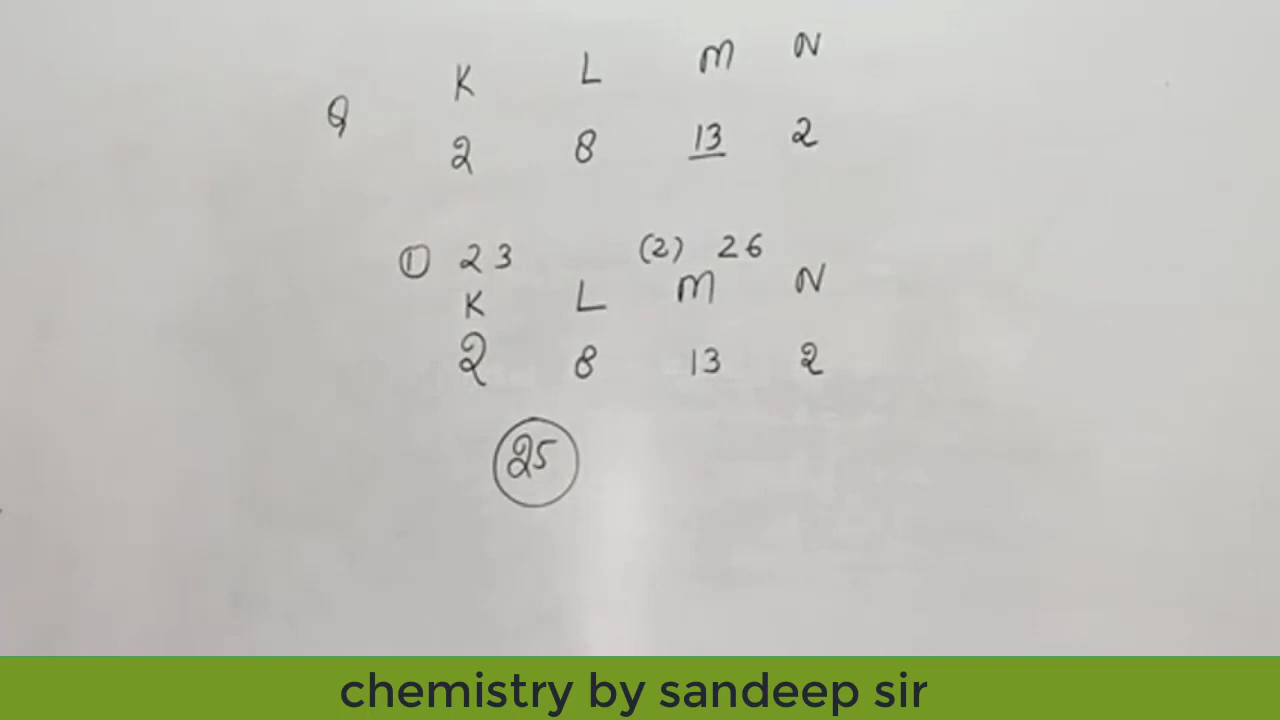 K L M N
Q 2 8 13 2
① 23 (2) 26
K L M N
2 8 13 2
25
chemistry by sandeep sir